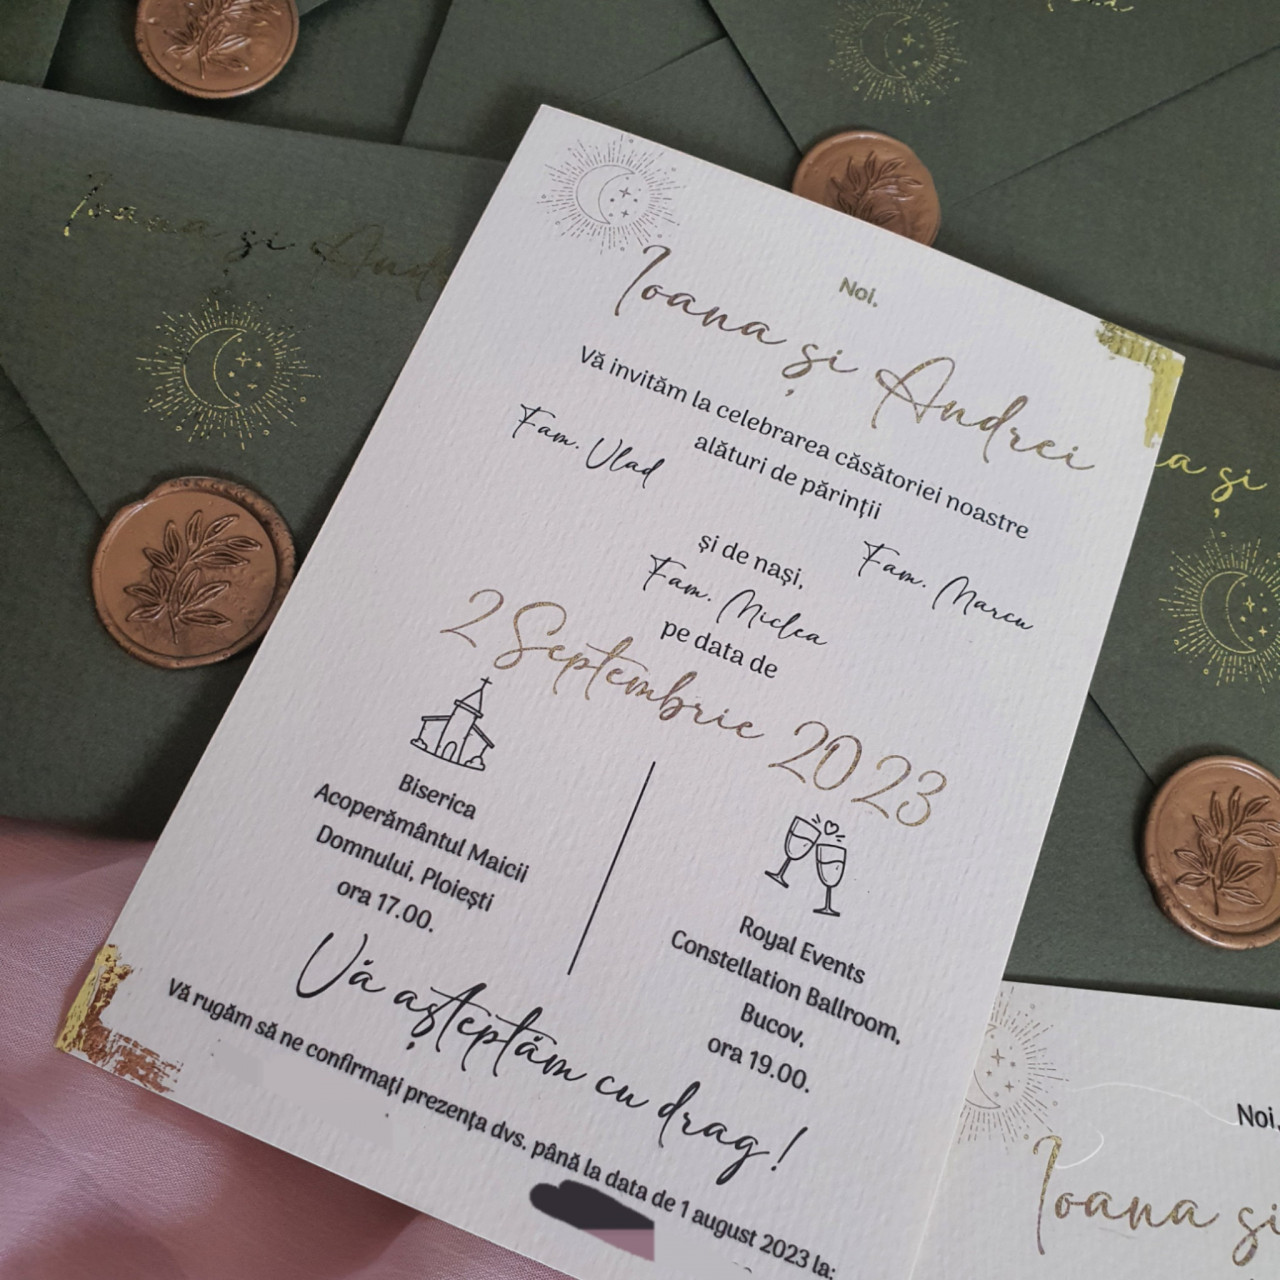 Ioana și
Noi.
Ioana și Andrei
Vă invităm la celebrarea căsătoriei noastre
alături de părinții
Fam. Vlad
Fam. Marcu
și de nași,
Fam. Miclea
pe data de
2 Septembrie 2023
Biserica
Acoperământul Maicii
Domnului, Ploiești
ora 17.00.
Royal Events
Constellation Ballroom,
Bucov,
ora 19.00.
Vă așteptăm cu drag!
Vă rugăm să ne confirmați prezența dvs. până la data de 1 august 2023 la:
și
Noi.
Ioana și